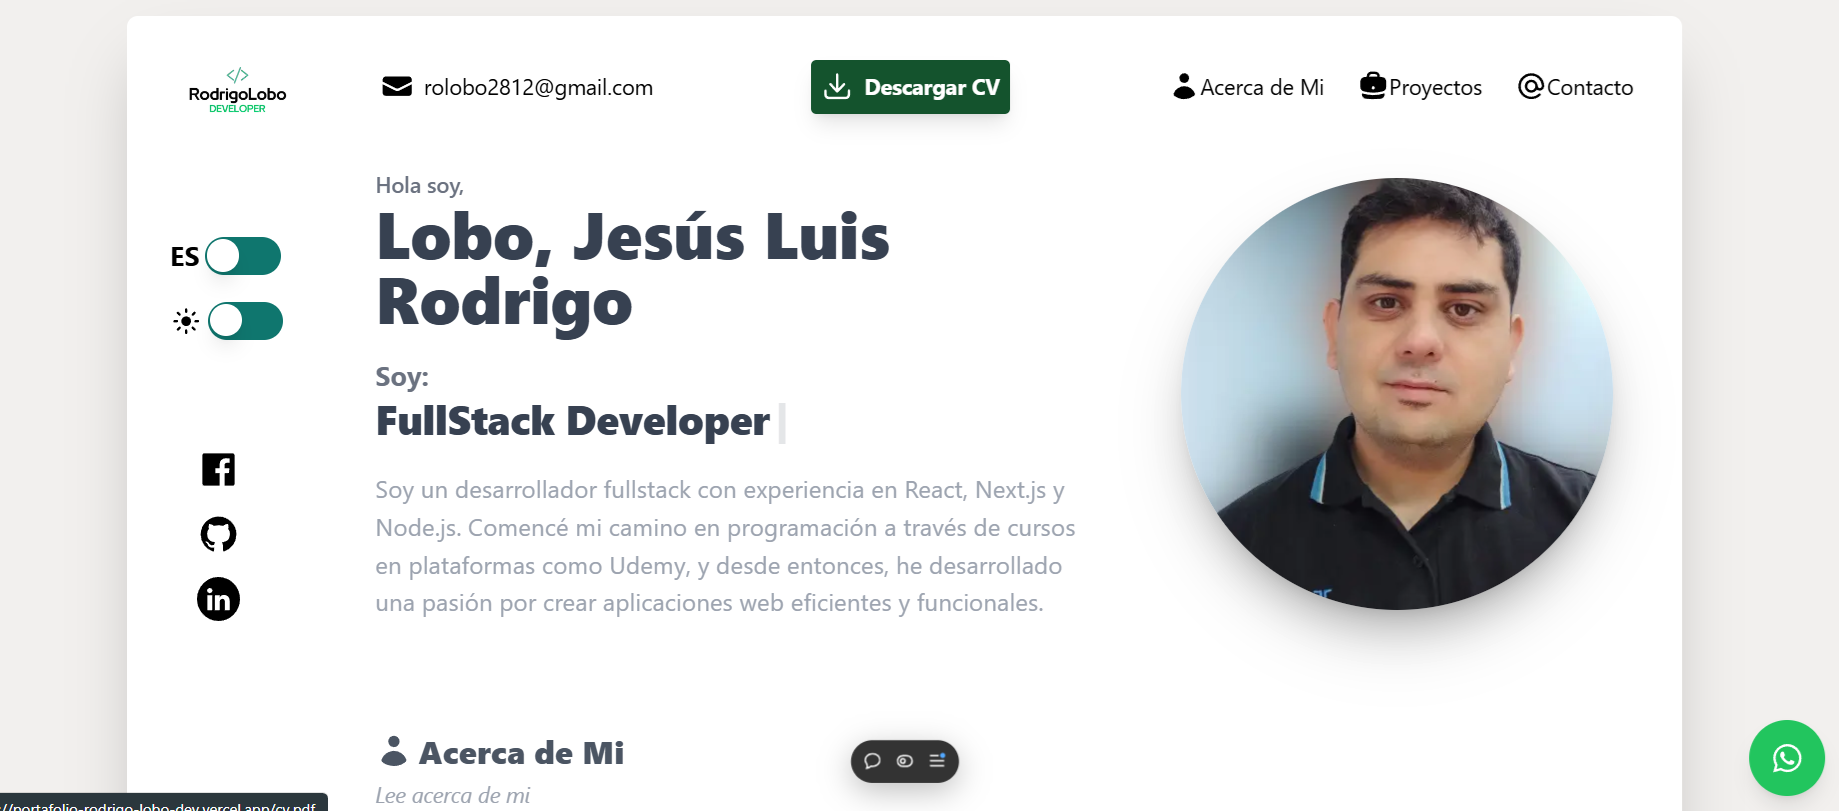 RodrigoLobo
DEVELOPER
rolobo2812@gmail.com
Descargar CV
Acerca de Mi
Proyectos
Contacto
ES
Hola soy,
Lobo, Jesús Luis
Rodrigo
Soy:
FullStack Developer
Soy un desarrollador fullstack con experiencia en React, Next.js y
Node.js. Comencé mi camino en programación a través de cursos
en plataformas como Udemy, y desde entonces, he desarrollado
una pasión por crear aplicaciones web eficientes y funcionales.
Acerca de Mi
Lee acerca de mi
//portafolio-rodrigo-lobo-dev.vercel.app/cv.pdf